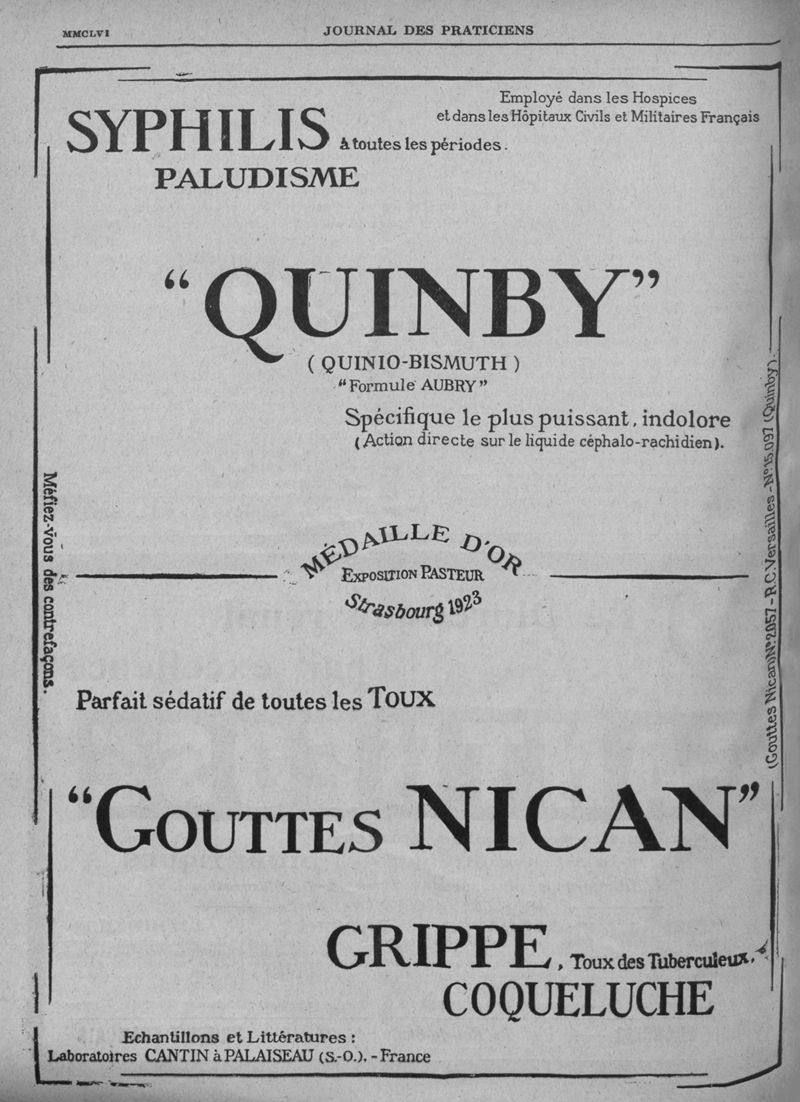 MMCLVI
JOURNAL DES PRATICIENS
Employé dans les Hospices
et dans les Hôpitaux Civils et Militaires Français
SYPHILIS à toutes les périodes.
PALUDISME
“QUINBY”
( QUINIO-BISMUTH )
“Formule AUBRY”
Spécifique le plus puissant, indolore
(Action directe sur le liquide céphalo-rachidien).
Méfiez-vous des contrefaçons.
MÉDAILLE D'OR
EXPOSITION PASTEUR
Strasbourg 1923
(Gouttes Nican) N°2057 - R.C. Versailles - N°15.097 (Quinby).
Parfait sédatif de toutes les TOUX
“GOUTTES NICAN”
GRIPPE, Toux des Tuberculeux,
COQUELUCHE
Echantillons et Littératures :
Laboratoires CANTIN à PALAISEAU (S.-O.). - France